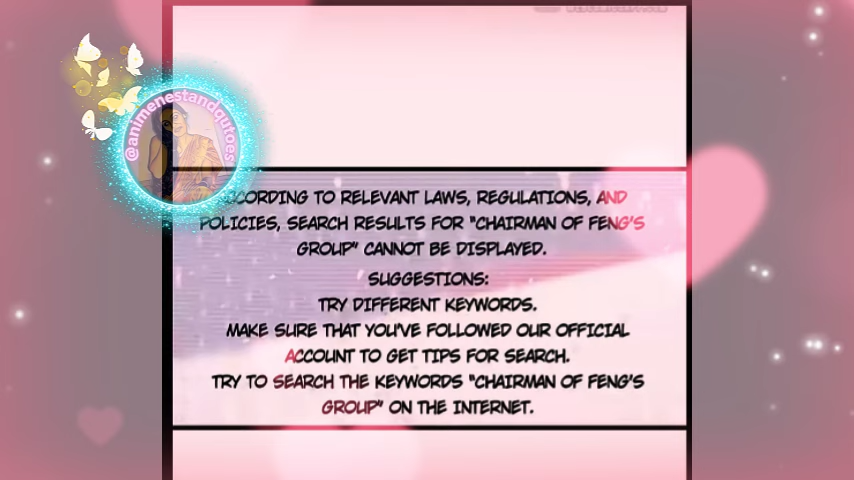 @animenestandqutoes
ACCORDING TO RELEVANT LAWS, REGULATIONS, AND
POLICIES, SEARCH RESULTS FOR "CHAIRMAN OF FENG'S
GROUP" CANNOT BE DISPLAYED.
SUGGESTIONS:
TRY DIFFERENT KEYWORDS.
MAKE SURE THAT YOU'VE FOLLOWED OUR OFFICIAL
ACCOUNT TO GET TIPS FOR SEARCH.
TRY TO SEARCH THE KEYWORDS "CHAIRMAN OF FENG'S
GROUP" ON THE INTERNET.